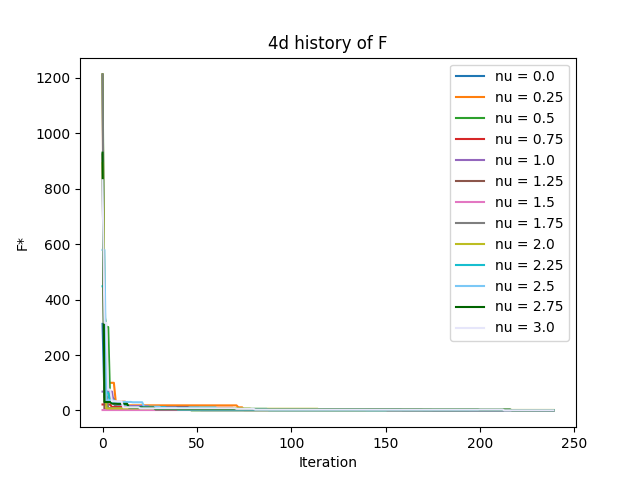 4d history of F
F*
1200
1000
800
600
400
200
0
0
50
100
150
200
250
Iteration
nu = 0.0
nu = 0.25
nu = 0.5
nu = 0.75
nu = 1.0
nu = 1.25
nu = 1.5
nu = 1.75
nu = 2.0
nu = 2.25
nu = 2.5
nu = 2.75
nu = 3.0